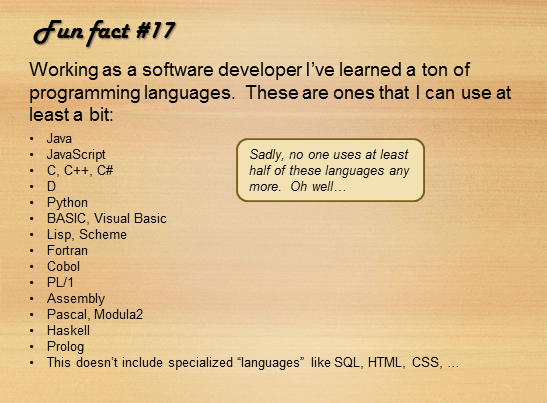 Fun fact #17
Working as a software developer I've learned a ton of
programming languages.  These are ones that I can use at
least a bit:
• Java
• JavaScript
• C, C++, C#
• D
• Python
• BASIC, Visual Basic
• Lisp, Scheme
• Fortran
• Cobol
• PL/1
• Assembly
• Pascal, Modula2
• Haskell
• Prolog
• This doesn't include specialized “languages” like SQL, HTML, CSS, …
Sadly, no one uses at least
half of these languages any
more.  Oh well…